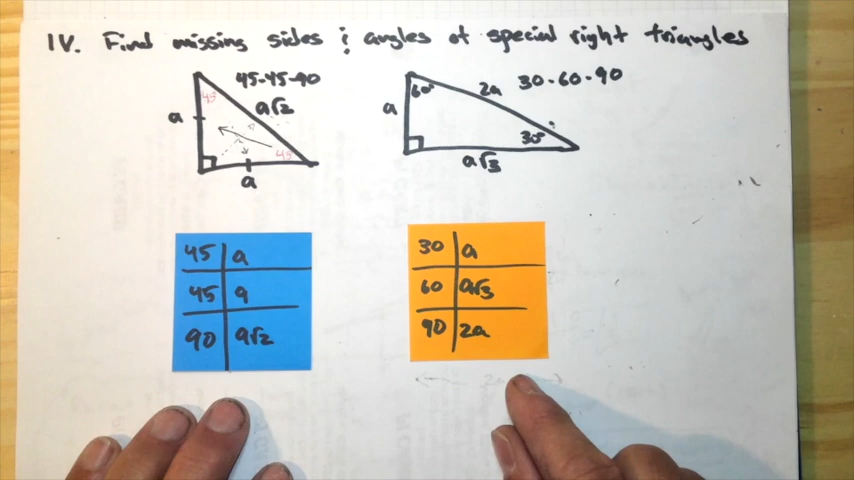 IV. Find missing sides & angles of special right triangles
45-45-90
45°
a√2
a
45
a
30-60-90
60°
2a
a
30°
a√3
45 a
45 a
90 a√2
30 a
60 a√3
90 2a